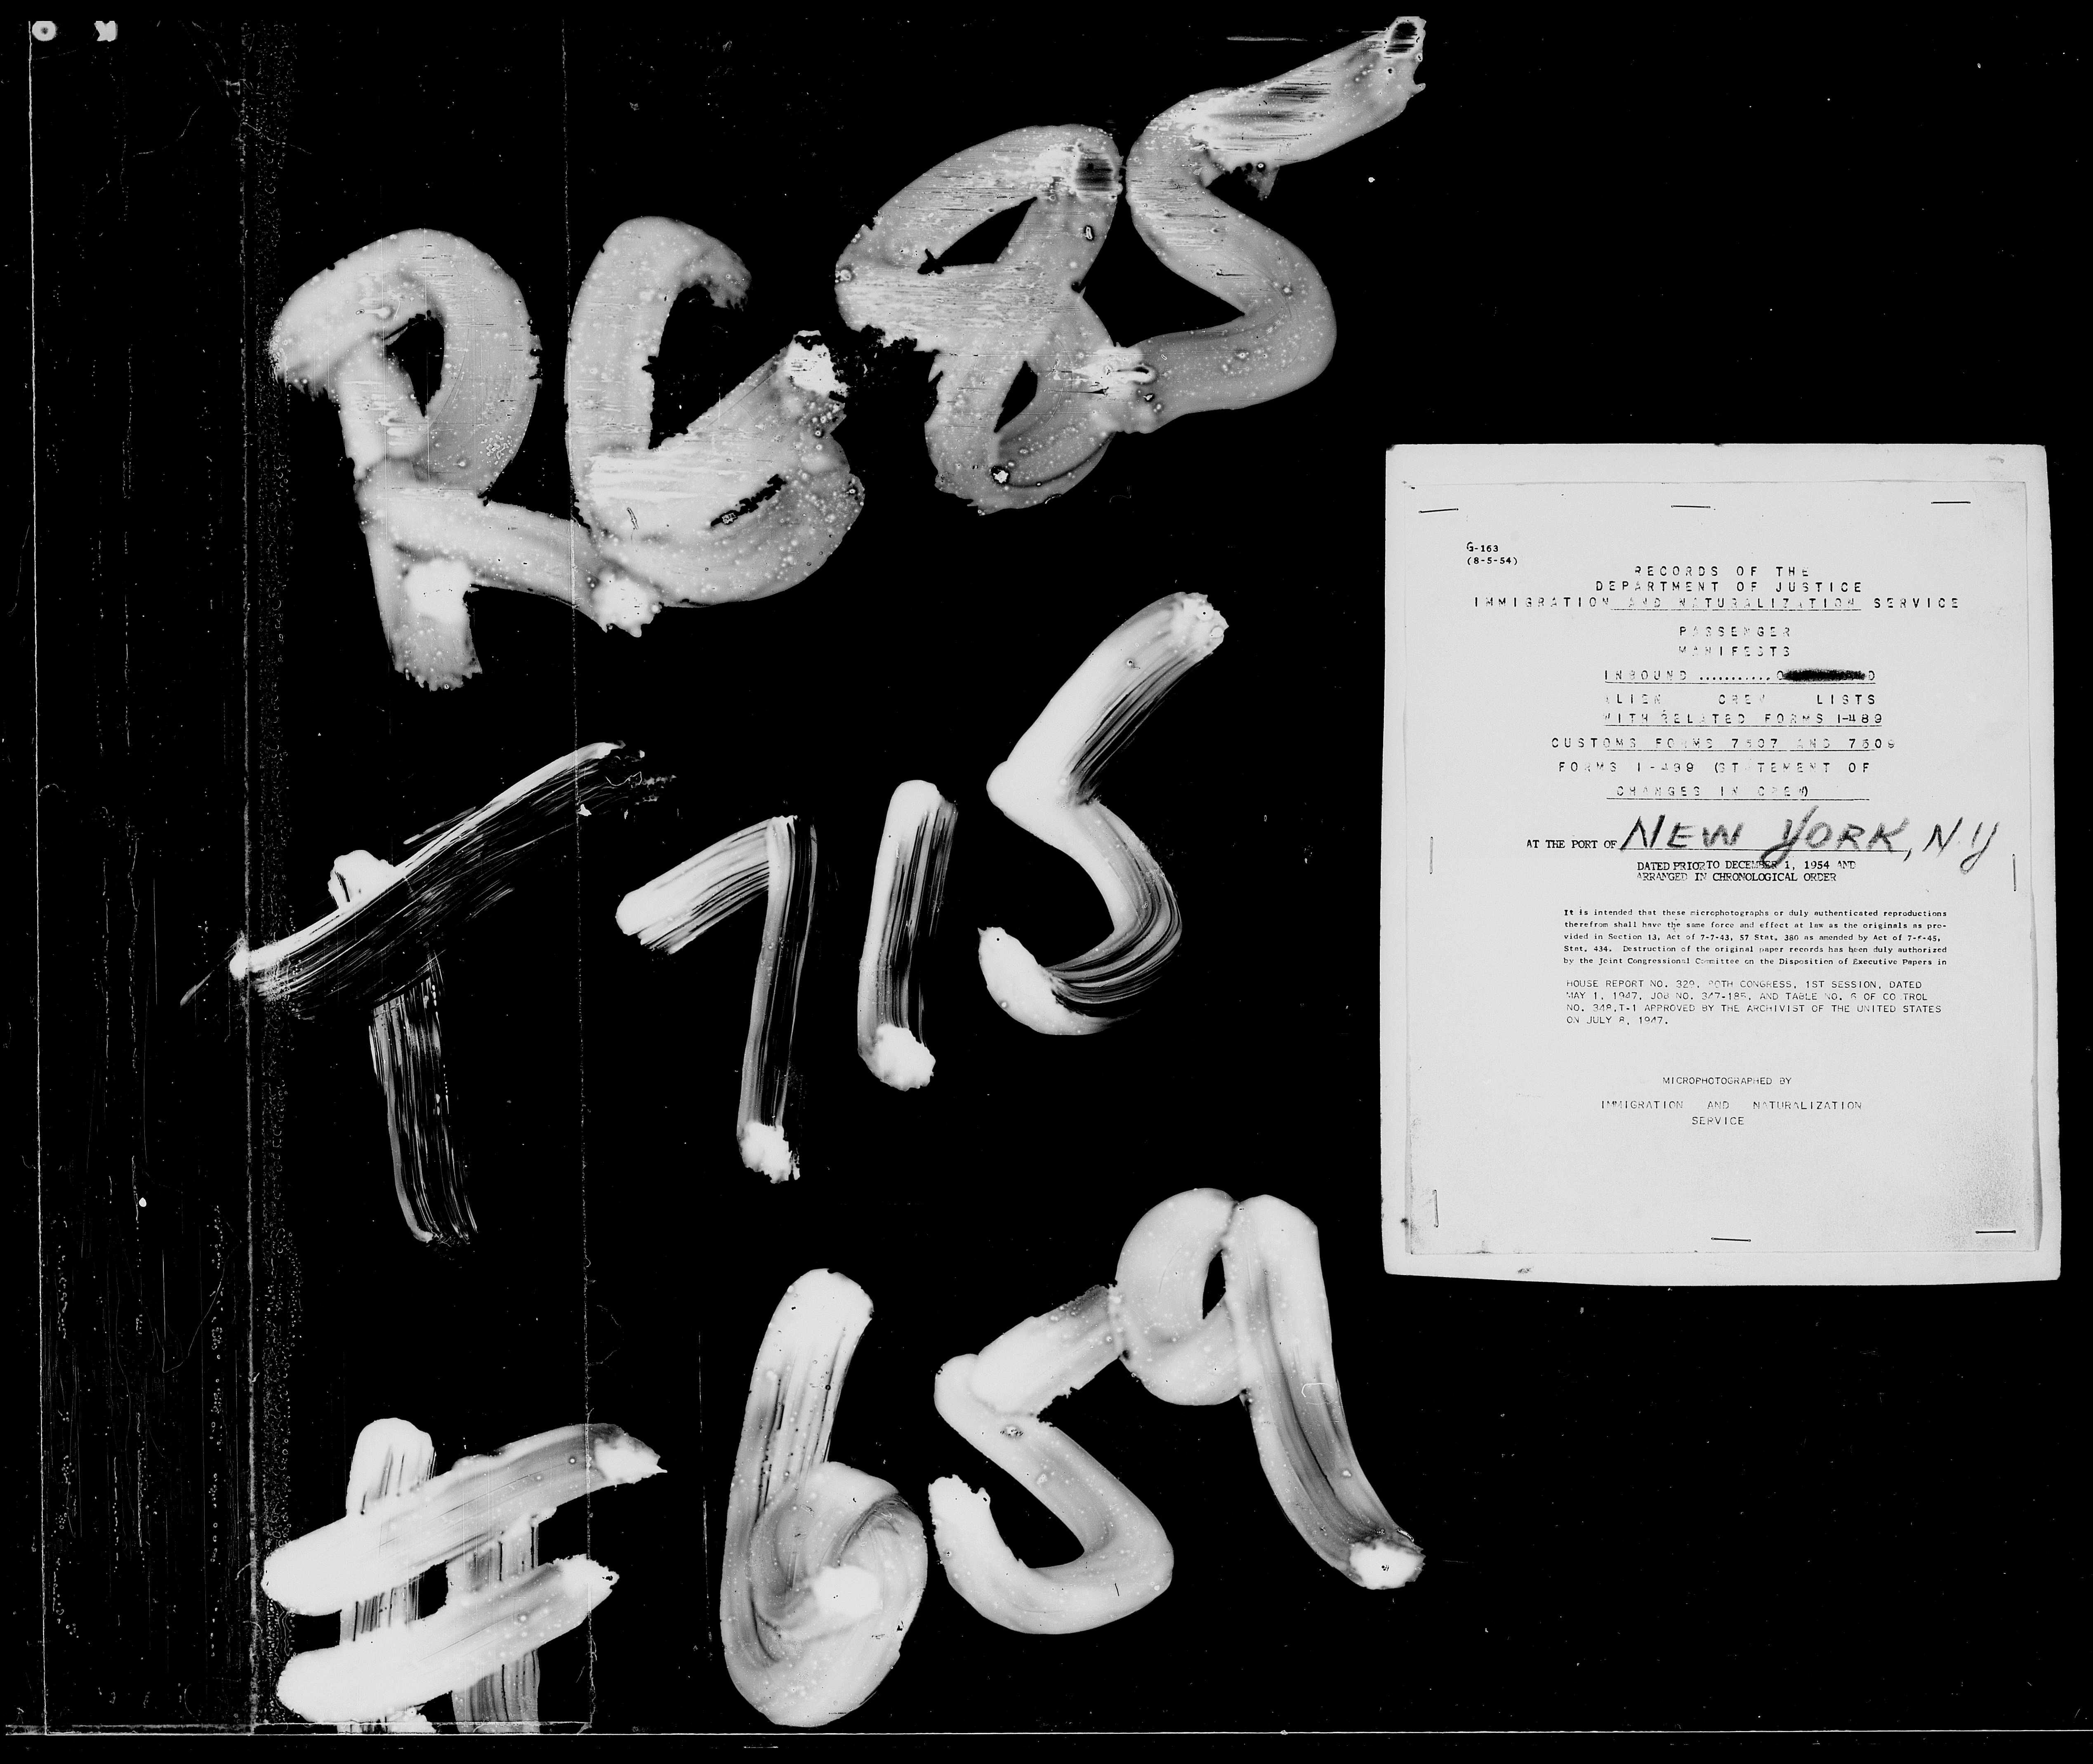 RG 85
T 715
# 659
G-163
(8-5-54)
RECORDS OF THE
DEPARTMENT OF JUSTICE
IMMIGRATION AND NATURALIZATION SERVICE
PASSENGER
MANIFESTS
INBOUND ...........
ALIEN CREW LISTS
WITH RELATED FORMS I-489
CUSTOMS FORMS 7507 AND 7509
FORMS I-499 (STATEMENT OF
CHANGES IN CREW)
AT THE PORT OF NEW YORK, N.Y
DATED PRIOR TO DECEMBER 1, 1954 AND
ARRANGED IN CHRONOLOGICAL ORDER
It is intended that these microphotographs or duly authenticated reproductions
therefrom shall have the same force and effect at law as the originals as pro-
vided in Section 13, Act of 7-7-43, 57 Stat. 380 as amended by Act of
Stat. 434. Destruction of the original paper records has been duly authorized
by the Joint Congressional Committee on the Disposition of Executive Papers in
HOUSE REPORT NO. 329, 80TH CONGRESS, 1ST SESSION, DATED
MAY 1, 1947, JOB NO. 347-185, AND TABLE NO. 6 OF CONTROL
NO. 348,T-1 APPROVED BY THE ARCHIVIST OF THE UNITED STATES
ON JULY 8, 1947.
MICROPHOTOGRAPHED BY
IMMIGRATION AND NATURALIZATION
SERVICE